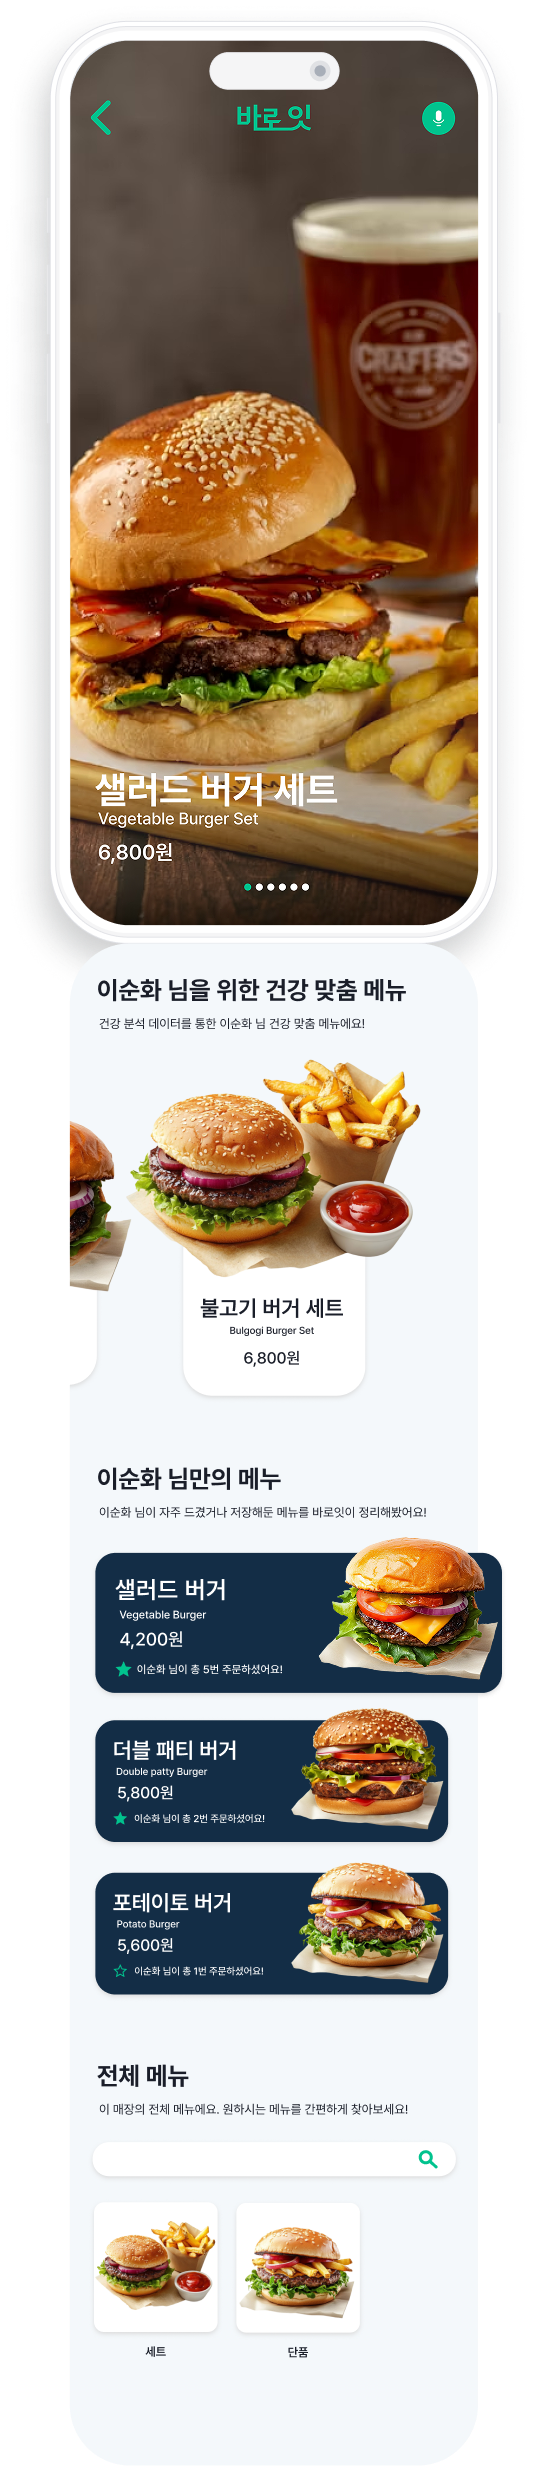 바로잇
CRAFTERS
샐러드 버거 세트
Vegetable Burger Set
6,800원
이순화 님을 위한 건강 맞춤 메뉴
건강 분석 데이터를 통한 이순화 님 건강 맞춤 메뉴에요!
불고기 버거 세트
Bulgogi Burger Set
6,800원
이순화 님만의 메뉴
이순화 님이 자주 드겼거나 저장해둔 메뉴를 바로잇이 정리해봤어요!
샐러드 버거
Vegetable Burger
4,200원
이순화 님이 총 5번 주문하셨어요!
더블 패티 버거
Double patty Burger
5,800원
이순화 님이 총 2번 주문하셨어요!
포테이토 버거
Potato Burger
5,600원
이순화 님이 총 1번 주문하셨어요!
전체 메뉴
이 매장의 전체 메뉴에요. 원하시는 메뉴를 간편하게 찾아보세요!
세트
단품